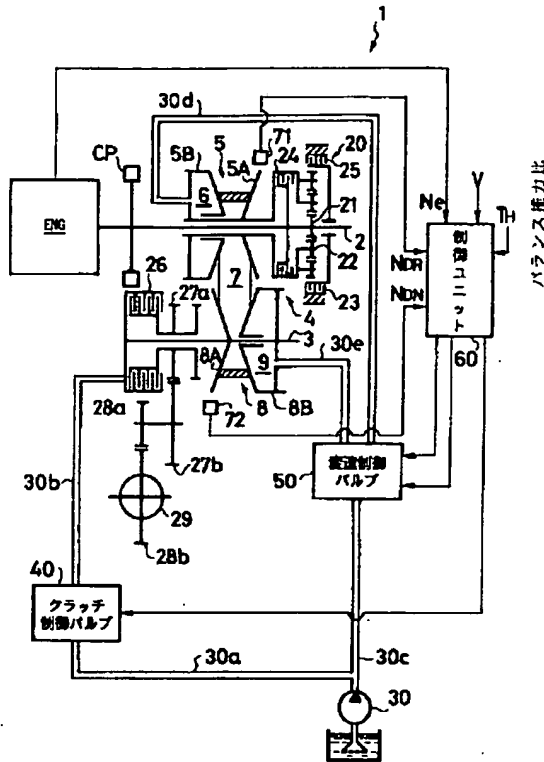 1
30d
CP
5B
5
5A
71
24
20
25
6
21
ENG
2
22
Ne
V
TH
バランス推力比
26
27a
7
23
NDR
NDN
制御ユニット
60
4
3
30e
8A
9
28a
72
8
8B
27b
50
変速制御
バルブ
30b
29
28b
40
クラッチ
制御バルブ
30a
30c
30